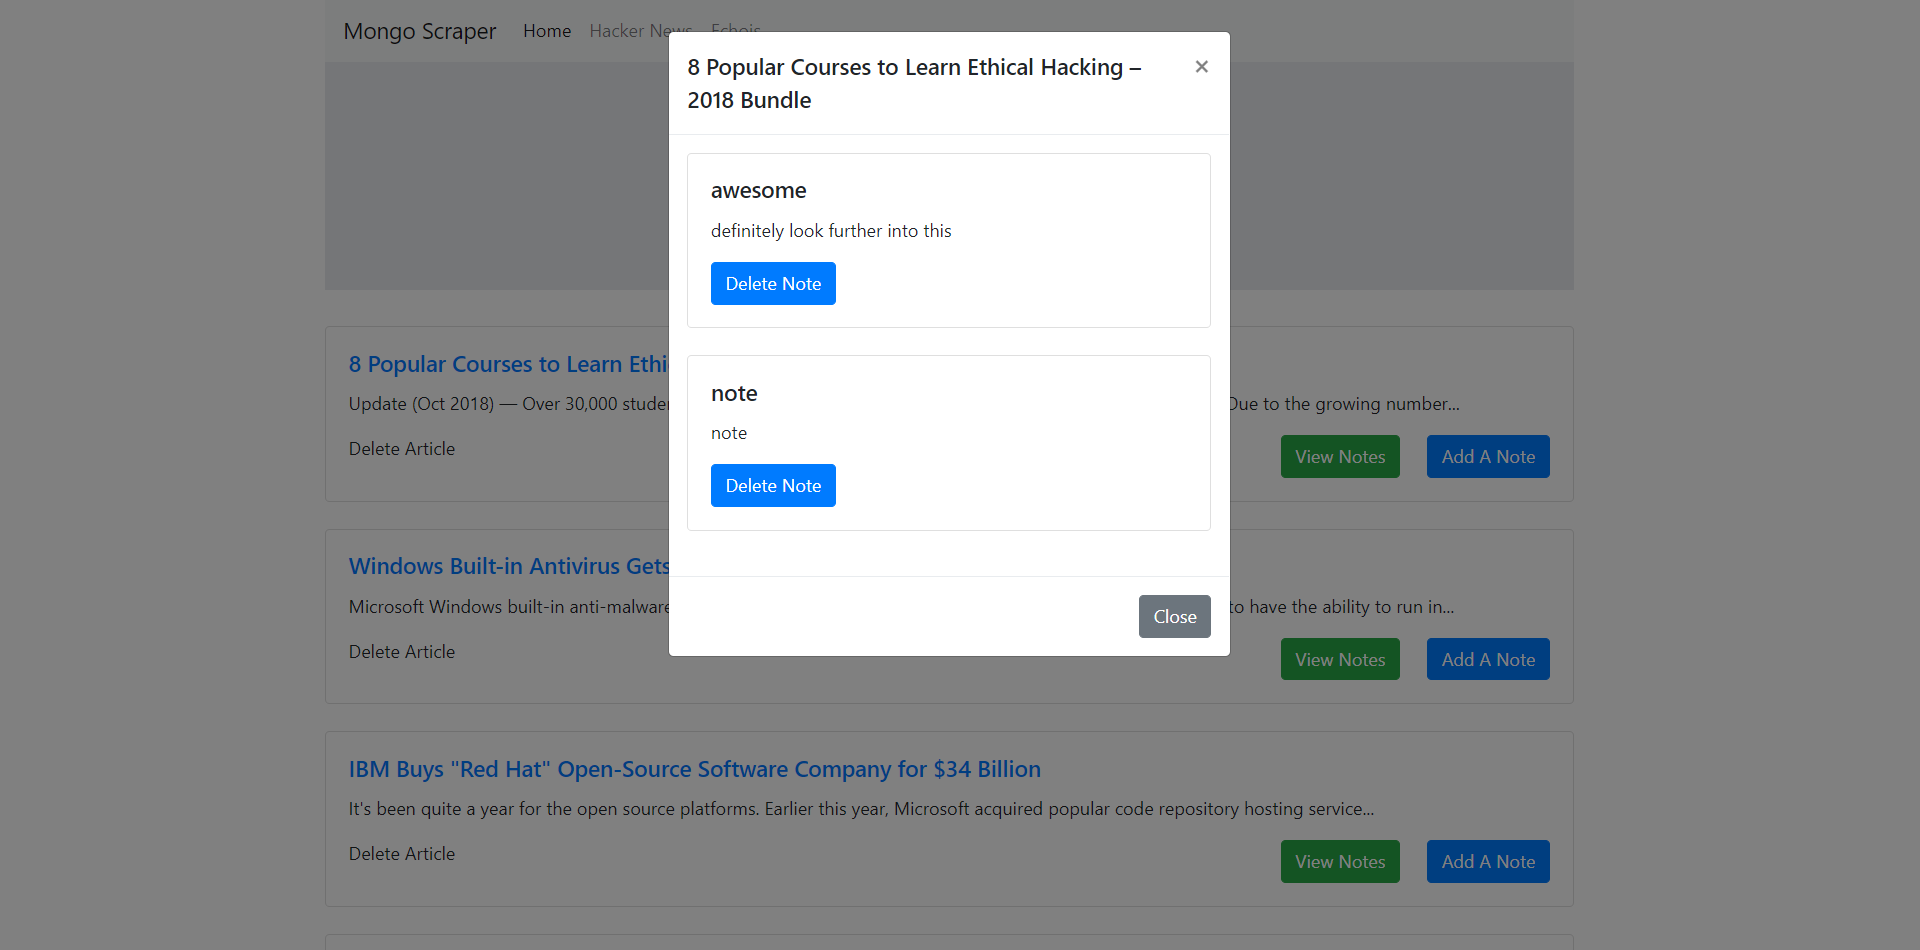 Mongo Scraper Home Hacker News Echojs
8 Popular Courses to Learn Ethical Hacking –
2018 Bundle
×
awesome
definitely look further into this
Delete Note
note
note
Delete Note
Close
8 Popular Courses to Learn Ethi
Update (Oct 2018) — Over 30,000 studen Due to the growing number...
Delete Article View Notes Add A Note
Windows Built-in Antivirus Gets
Microsoft Windows built-in anti-malware to have the ability to run in...
Delete Article View Notes Add A Note
IBM Buys "Red Hat" Open-Source Software Company for $34 Billion
It's been quite a year for the open source platforms. Earlier this year, Microsoft acquired popular code repository hosting service...
Delete Article View Notes Add A Note